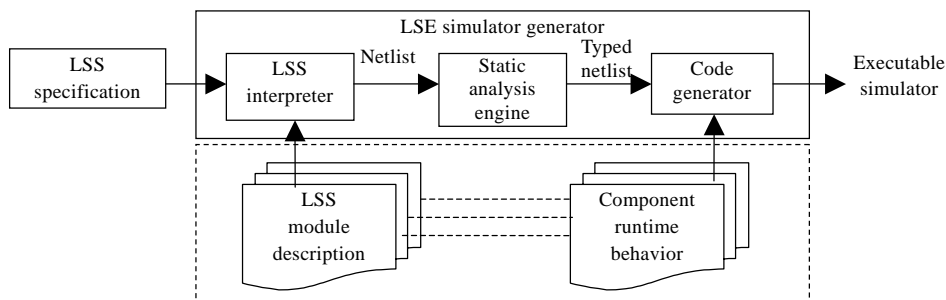 LSE simulator generator
LSS
specification
LSS
interpreter
Netlist
Static
analysis
engine
Typed
netlist
Code
generator
Executable
simulator
LSS
module
description
Component
runtime
behavior